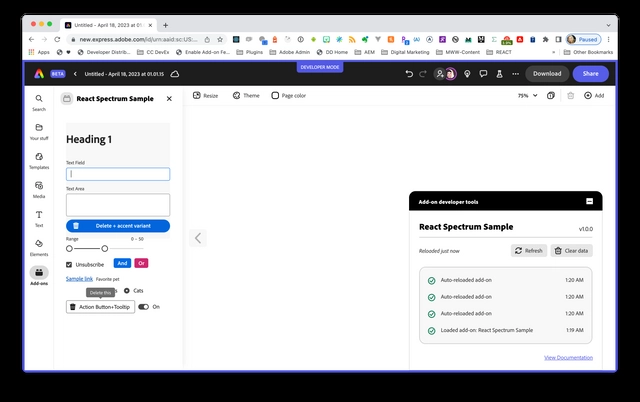 Untitled - April 18, 2023 at 01
new.express.adobe.com/id/urn:aaid:sc:US:...
Paused
Apps
Developer Distrib...
CC DevEx
Enable Add-on Fe...
Plugins
Adobe Admin
DD Home
AEM
Digital Marketing
MWW-Content
REACT
Other Bookmarks
DEVELOPER MODE
BETA
Untitled - April 18, 2023 at 01.01.15
Download
Share
Search
Your stuff
Templates
Media
Text
Elements
Add-ons
React Spectrum Sample
Resize
Theme
Page color
75%
Add
Heading 1
Text Field
Text Area
Delete + accent variant
Range
0 – 50
Unsubscribe
And
Or
Sample link
Favorite pet
Delete this
Cats
Action Button+Tooltip
On
Add-on developer tools
React Spectrum Sample
v1.0.0
Reloaded just now
Refresh
Clear data
Auto-reloaded add-on 1:20 AM
Auto-reloaded add-on 1:20 AM
Auto-reloaded add-on 1:20 AM
Loaded add-on: React Spectrum Sample 1:19 AM
View Documentation